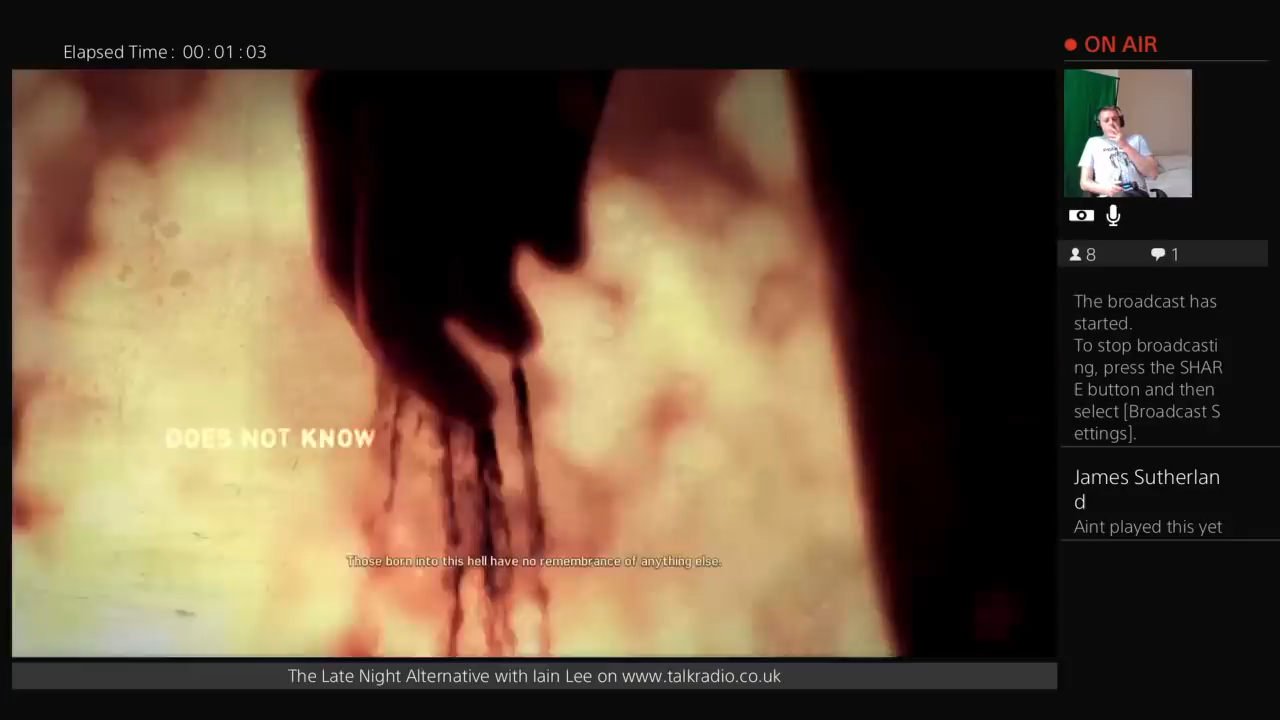 Elapsed Time: 00:01:03
ON AIR
8
1
The broadcast has
started.
To stop broadcasti
ng, press the SHAR
E button and then
select [Broadcast S
ettings].
James Sutherlan
d
Aint played this yet
DOES NOT KNOW
Those born into this hell have no remembrance of anything else.
The Late Night Alternative with Iain Lee on www.talkradio.co.uk